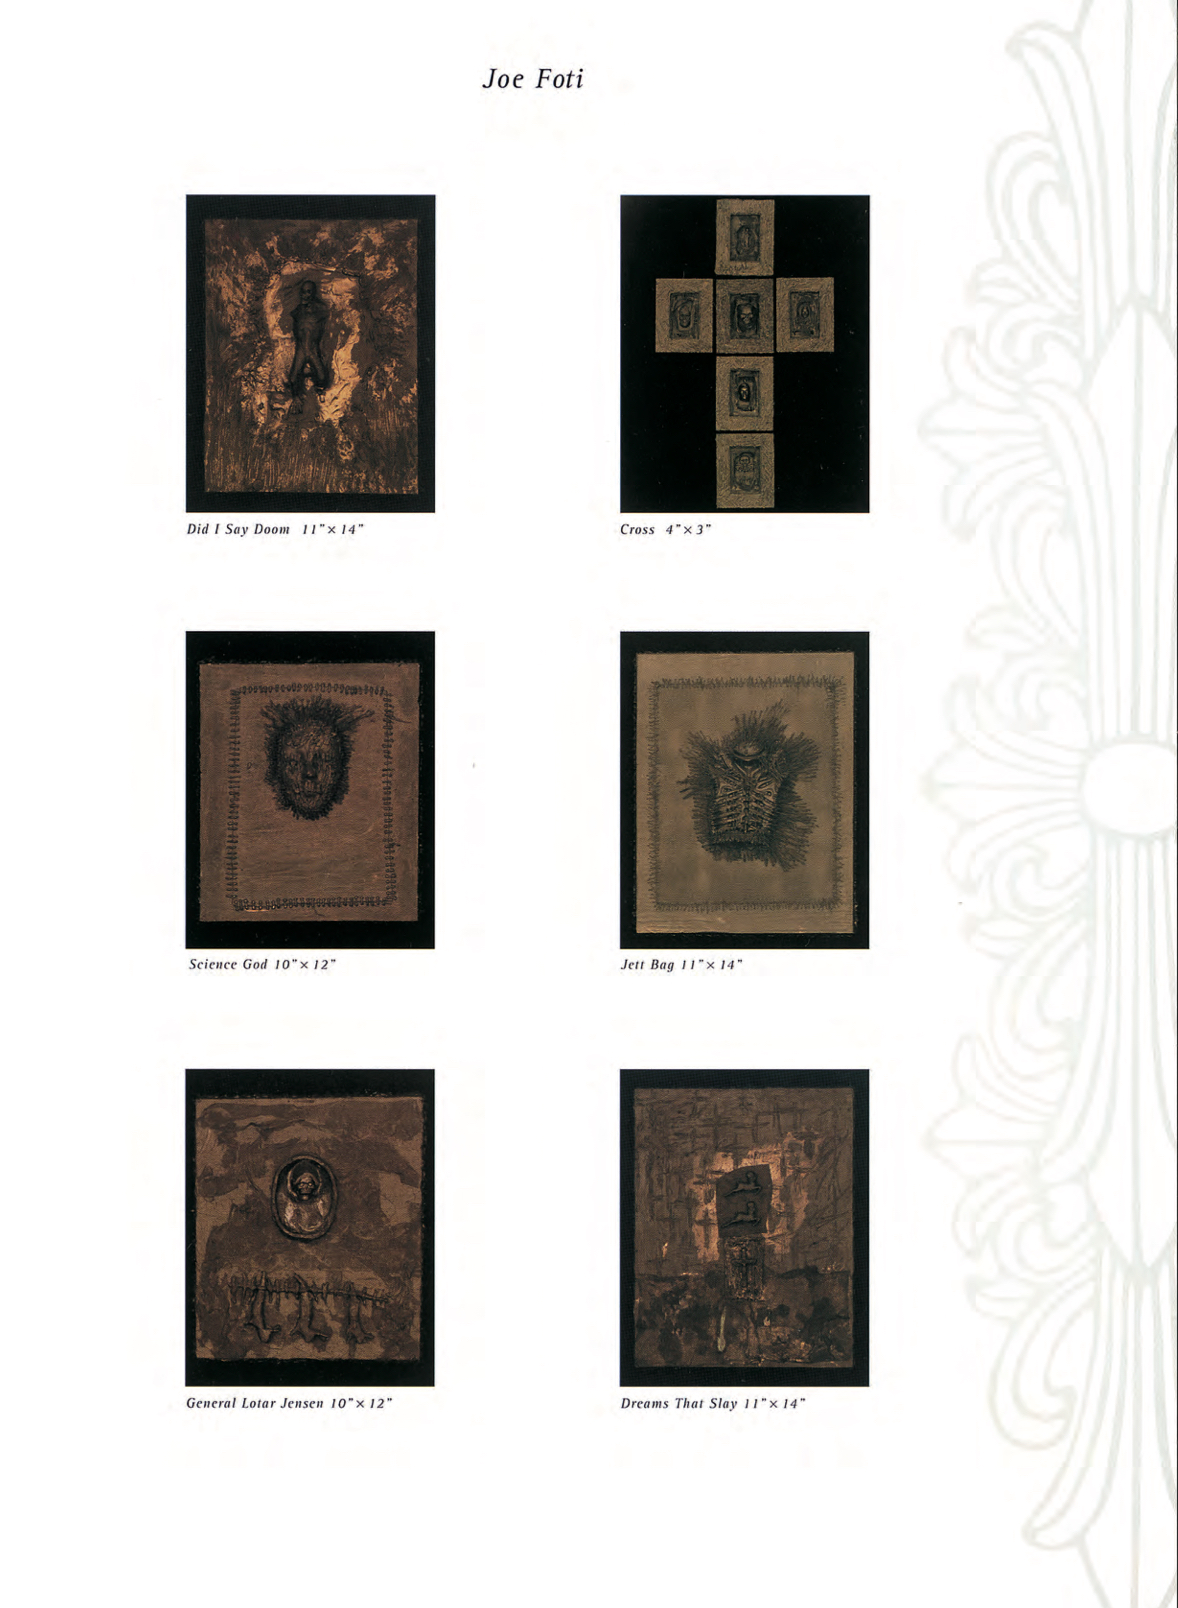 Joe Foti
Did I Say Doom 11"× 14"
Cross 4"× 3"
Science God 10"× 12"
Jett Bag 11"× 14"
General Lotar Jensen 10"× 12"
Dreams That Slay 11"× 14"